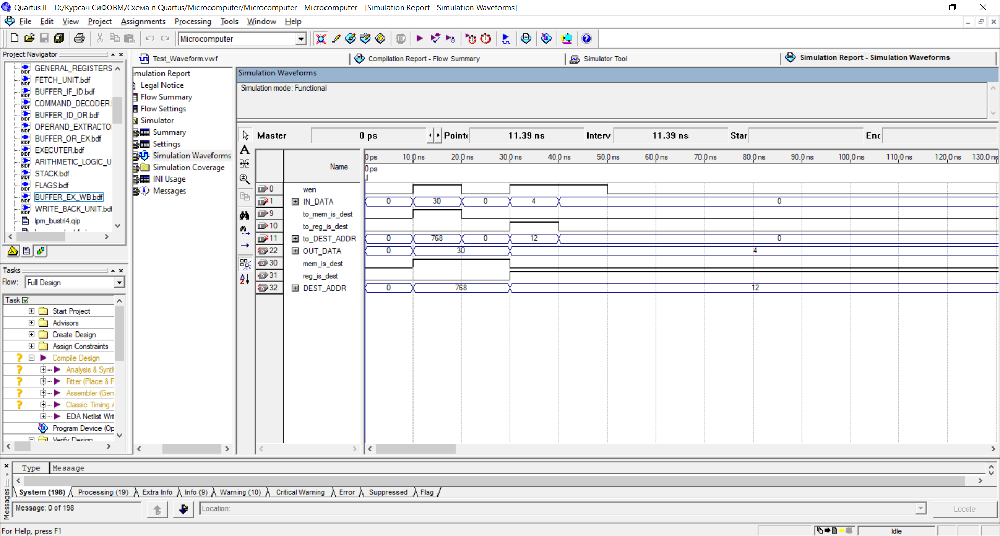 Quartus II - D:/Курсач СиФОВМ/Схема в Quartus/Microcomputer/Microcomputer - Microcomputer - [Simulation Report - Simulation Waveforms]
File Edit View Project Assignments Processing Tools Window Help
Microcomputer
STOP
Project Navigator
GENERAL_REGISTERS
FETCH_UNIT.bdf
BUFFER_IF_ID.bdf
COMMAND_DECODER.
BUFFER_ID_OR.bdf
OPERAND_EXTRACTO
BUFFER_OR_EX.bdf
EXECUTER.bdf
ARITHMETIC_LOGIC_U
STACK.bdf
FLAGS.bdf
BUFFER_EX_WB.bdf
WRITE_BACK_UNIT.bdf
lpm_bustri4.qip
Tasks
Flow: Full Design
Task
Start Project
Advisors
Create Design
Assign Constraints
Compile Design
Analysis & Synth
Fitter (Place & F
Assembler (Gen
Classic Timing A
EDA Netlist Wri
Program Device (Op
Verify Design
Test_Waveform.vwf
Compilation Report - Flow Summary
Simulator Tool
Simulation Report - Simulation Waveforms
mulation Report
Legal Notice
Flow Summary
Flow Settings
Simulator
Summary
Settings
Simulation Waveforms
Simulation Coverage
INI Usage
Messages
Simulation Waveforms
Simulation mode: Functional
Master 0 ps Point 11.39 ns Interv 11.39 ns Star Enc
Name
0 ps 10.0 ns 20.0 ns 30.0 ns 40.0 ns 50.0 ns 60.0 ns 70.0 ns 80.0 ns 90.0 ns 100.0 ns 110.0 ns 120.0 ns 130.0 ns
0 ps
0 wen
1 IN_DATA 0 30 0 4 0
9 to_mem_is_dest
10 to_reg_is_dest
11 to_DEST_ADDR 0 768 0 12 0
22 OUT_DATA 0 30 4
30 mem_is_dest
31 reg_is_dest
32 DEST_ADDR 0 768 12
Type Message
System (198) Processing (19) Extra Info Info (9) Warning (10) Critical Warning Error Suppressed Flag
Messages
Message: 0 of 198
Location:
Locate
For Help, press F1
Idle